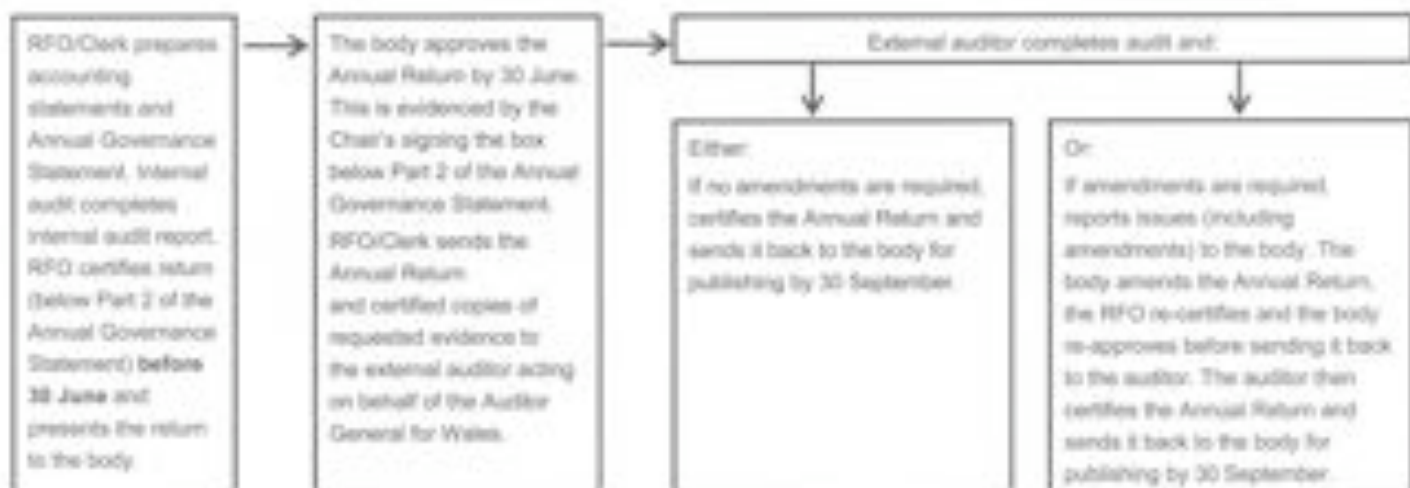 RFO/Clerk prepares
accounting
statements and
Annual Governance
Statement. Internal
audit completes
internal audit report.
RFO certifies return
(below Part 2 of the
Annual Governance
Statement) before
30 June and
presents the return
to the body.
The body approves the
Annual Return by 30 June.
This is evidenced by the
Chair's signing the box
below Part 2 of the Annual
Governance Statement.
RFO/Clerk sends the
Annual Return
and certified copies of
requested evidence to
the external auditor acting
on behalf of the Auditor
General for Wales.
External auditor completes audit and:
Either:
If no amendments are required,
certifies the Annual Return and
sends it back to the body for
publishing by 30 September.
Or:
If amendments are required,
reports issues (including
amendments) to the body. The
body amends the Annual Return,
the RFO re-certifies and the body
re-approves before sending it back
to the auditor. The auditor then
certifies the Annual Return and
sends it back to the body for
publishing by 30 September.